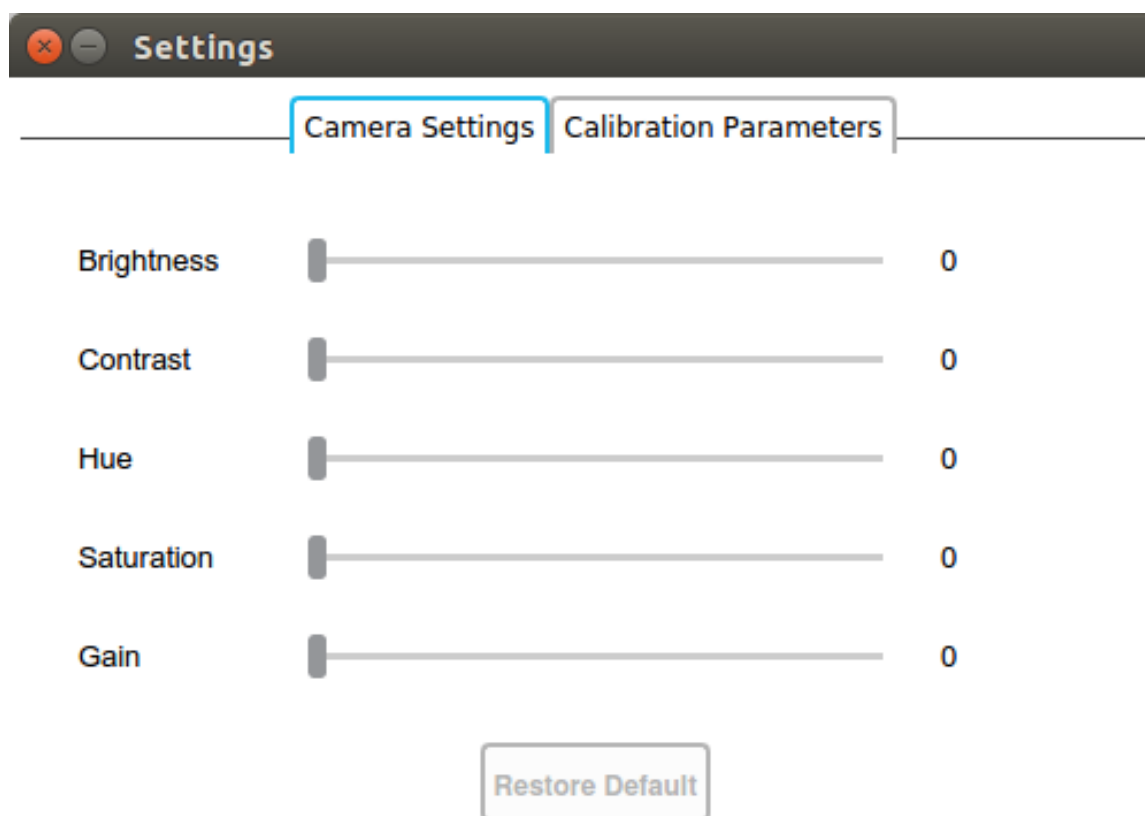 Settings
Camera Settings Calibration Parameters
Brightness 0
Contrast 0
Hue 0
Saturation 0
Gain 0
Restore Default